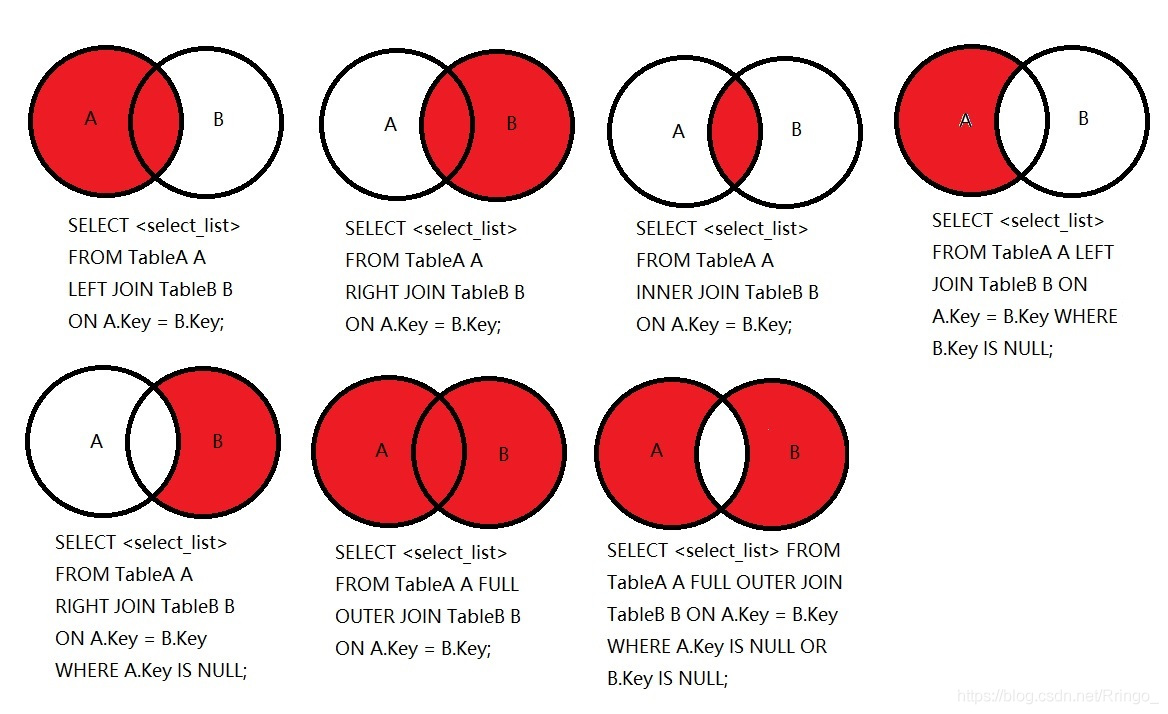 A
B
SELECT <select_list>
FROM TableA A
LEFT JOIN TableB B
ON A.Key = B.Key;
A
B
SELECT <select_list>
FROM TableA A
RIGHT JOIN TableB B
ON A.Key = B.Key;
A
B
SELECT <select_list>
FROM TableA A
INNER JOIN TableB B
ON A.Key = B.Key;
A
B
SELECT <select_list>
FROM TableA A LEFT
JOIN TableB B ON
A.Key = B.Key WHERE
B.Key IS NULL;
A
B
SELECT <select_list>
FROM TableA A
RIGHT JOIN TableB B
ON A.Key = B.Key
WHERE A.Key IS NULL;
A
B
SELECT <select_list>
FROM TableA A FULL
OUTER JOIN TableB B
ON A.Key = B.Key;
A
B
SELECT <select_list> FROM
TableA A FULL OUTER JOIN
TableB B ON A.Key = B.Key
WHERE A.Key IS NULL OR
B.Key IS NULL;
https://blog.csdn.net/Rringo_